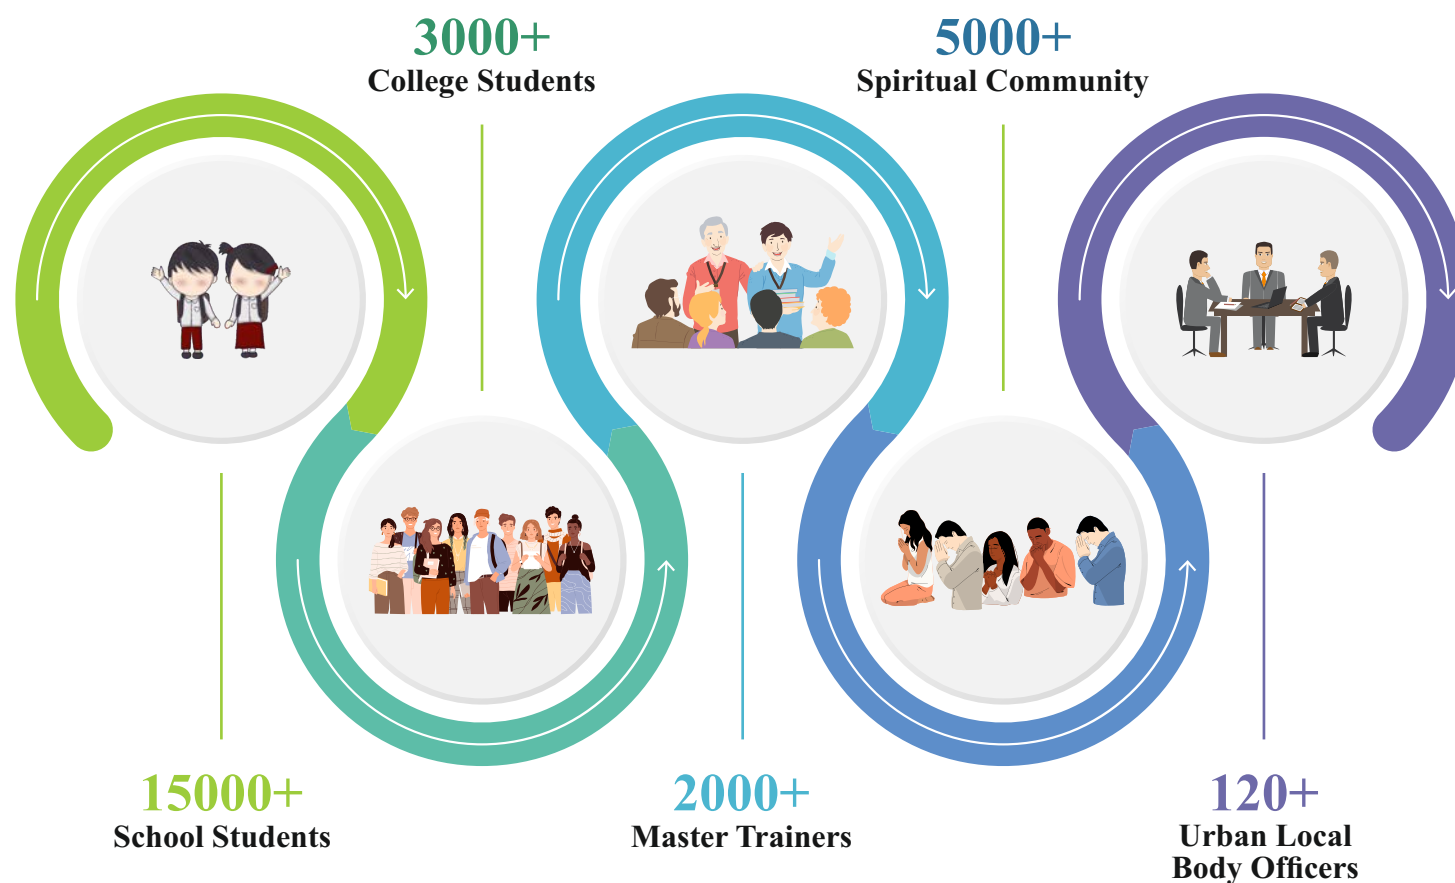 3000+
College Students
5000+
Spiritual Community
15000+
School Students
2000+
Master Trainers
120+
Urban Local
Body Officers